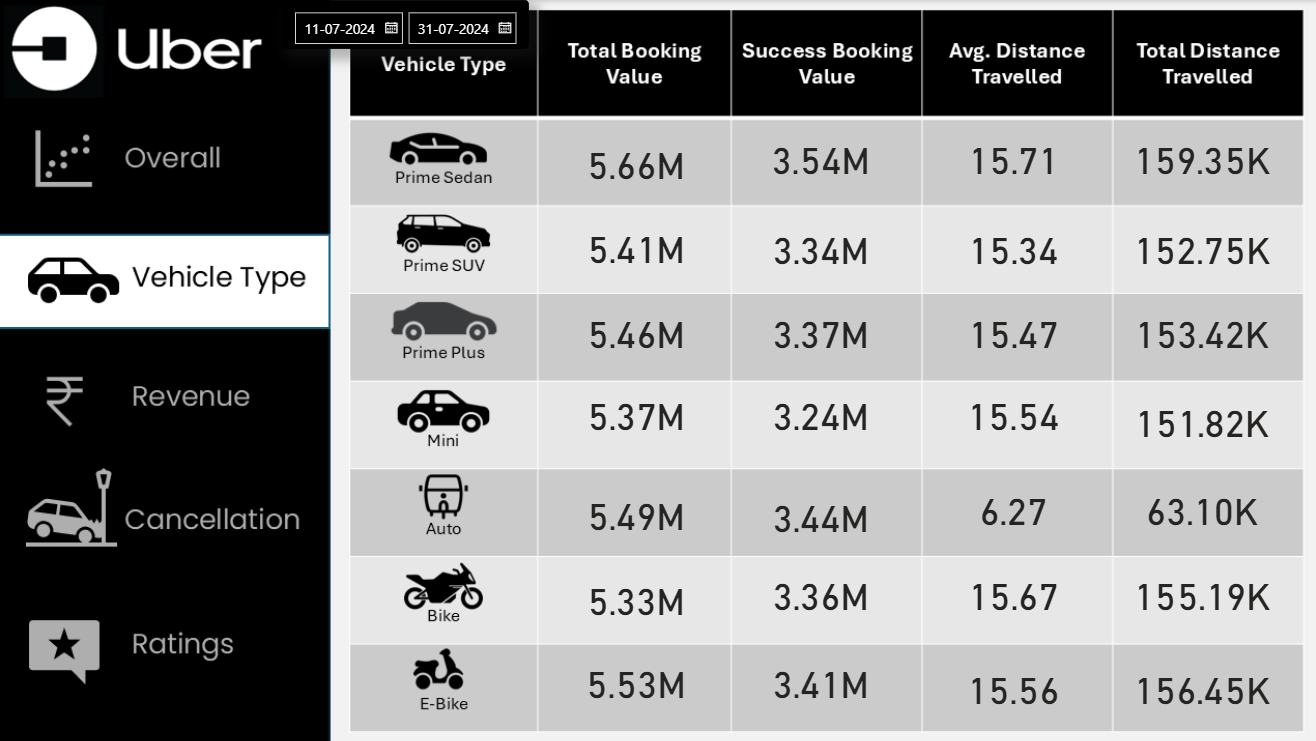 Uber
11-07-2024 31-07-2024
Overall
Vehicle Type
Revenue
Cancellation
Ratings
Vehicle Type Total Booking Value Success Booking Value Avg. Distance Travelled Total Distance Travelled
Prime Sedan 5.66M 3.54M 15.71 159.35K
Prime SUV 5.41M 3.34M 15.34 152.75K
Prime Plus 5.46M 3.37M 15.47 153.42K
Mini 5.37M 3.24M 15.54 151.82K
Auto 5.49M 3.44M 6.27 63.10K
Bike 5.33M 3.36M 15.67 155.19K
E-Bike 5.53M 3.41M 15.56 156.45K